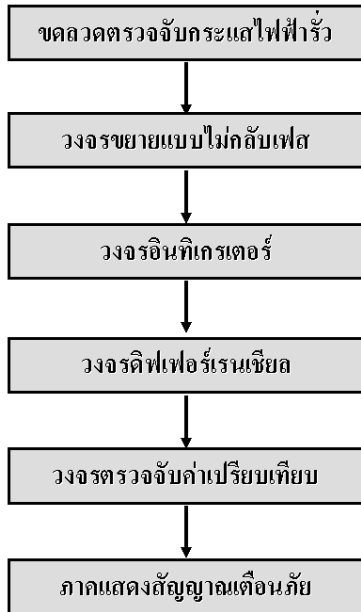 ขดลวดตรวจจับกระแสไฟฟ้ารั่ว
วงจรขยายแบบไม่กลับเฟส
วงจรอินทิเกรเตอร์
วงจรดิฟเฟอร์เรนเชียล
วงจรตรวจจับค่าเปรียบเทียบ
ภาคแสดงสัญญาณเตือนภัย